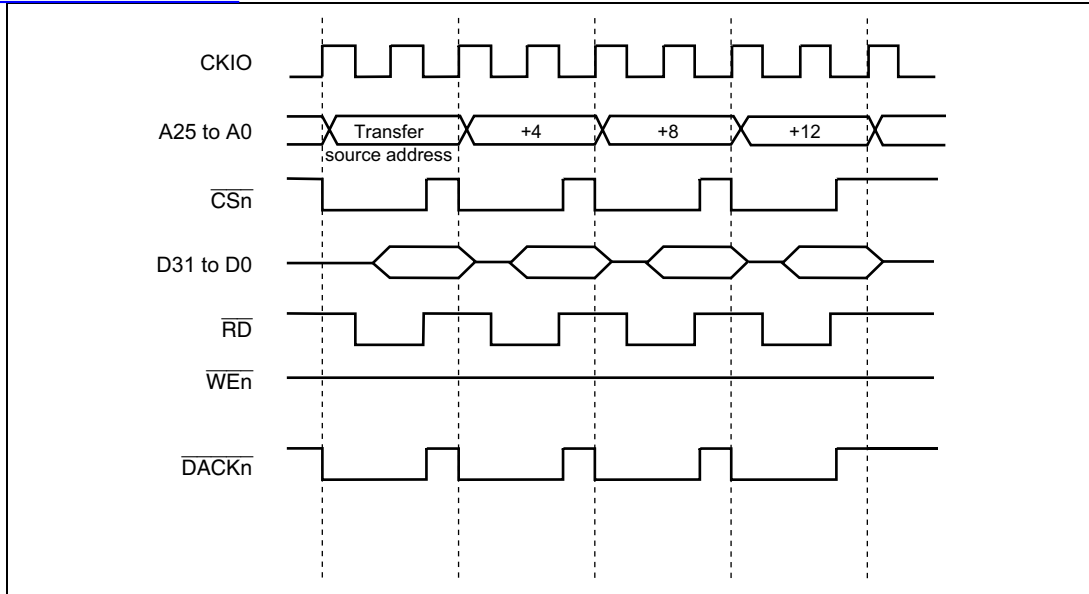 CKIO
A25 to A0
Transfer
source address
+4
+8
+12
CSn
D31 to D0
RD
WEn
DACKn